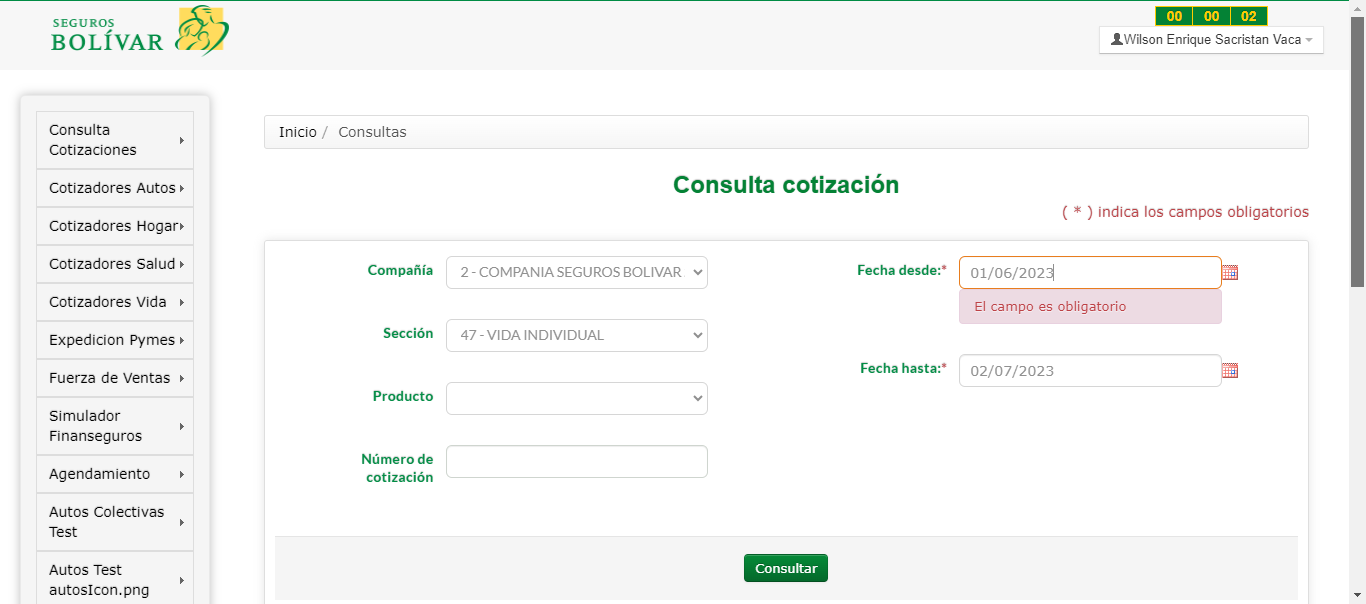 SEGUROS
BOLÍVAR
00 00 02
Wilson Enrique Sacristan Vaca
Consulta
Cotizaciones
Cotizadores Autos
Cotizadores Hogar
Cotizadores Salud
Cotizadores Vida
Expedicion Pymes
Fuerza de Ventas
Simulador
Finanseguros
Agendamiento
Autos Colectivas
Test
Autos Test
autosIcon.png
Inicio / Consultas
Consulta cotización
( * ) indica los campos obligatorios
Compañía 2 - COMPANIA SEGUROS BOLIVAR
Fecha desde:* 01/06/2023
El campo es obligatorio
Sección 47 - VIDA INDIVIDUAL
Fecha hasta:* 02/07/2023
Producto
Número de
cotización
Consultar